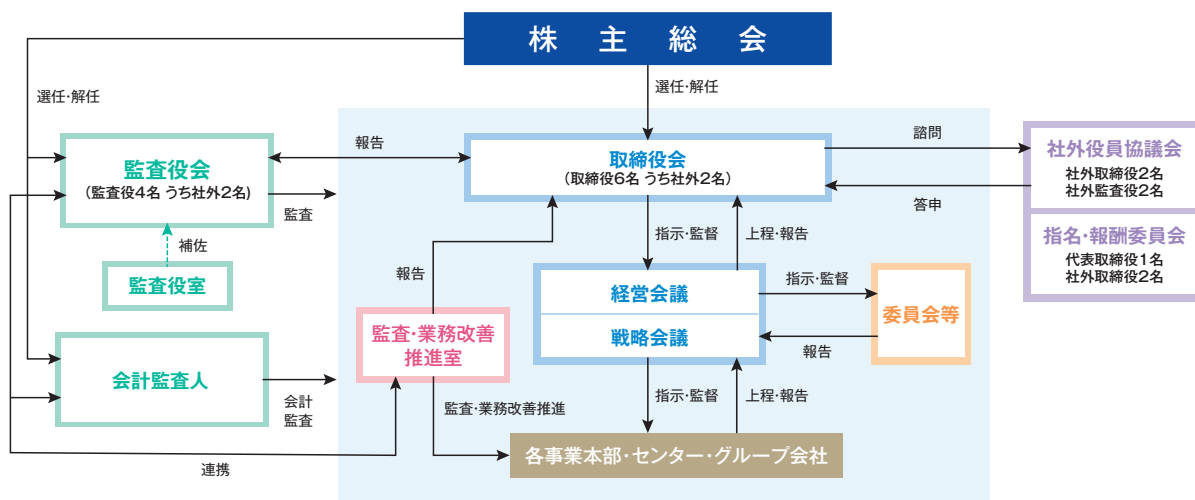 株主総会
選任・解任
選任・解任
監査役会
(監査役4名 うち社外2名)
報告
監査
補佐
監査役室
取締役会
(取締役6名 うち社外2名)
諮問
答申
社外役員協議会
社外取締役2名
社外監査役2名
指名・報酬委員会
代表取締役1名
社外取締役2名
指示・監督
上程・報告
報告
経営会議
戦略会議
指示・監督
報告
委員会等
監査・業務改善
推進室
会計監査人
会計
監査
監査・業務改善推進
指示・監督
上程・報告
各事業本部・センター・グループ会社
連携